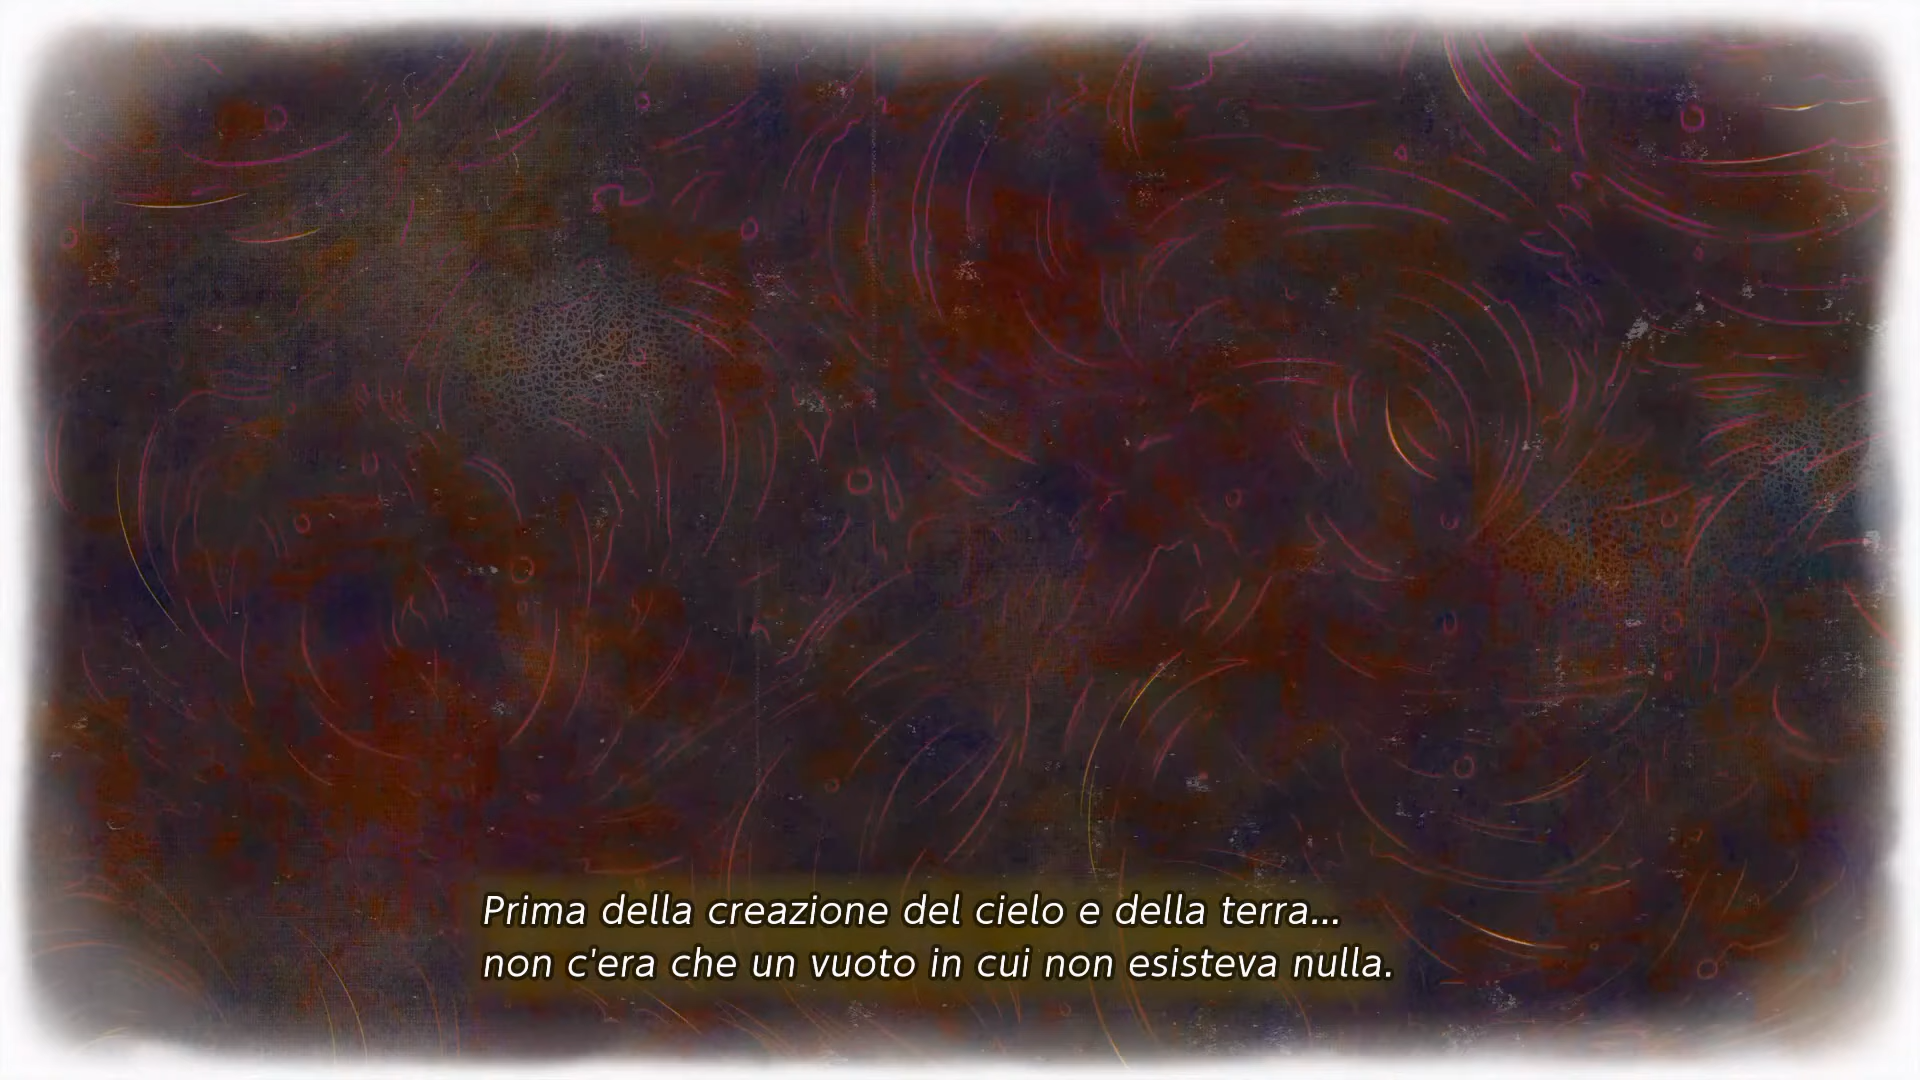 Prima della creazione del cielo e della terra...
non c'era che un vuoto in cui non esisteva nulla.